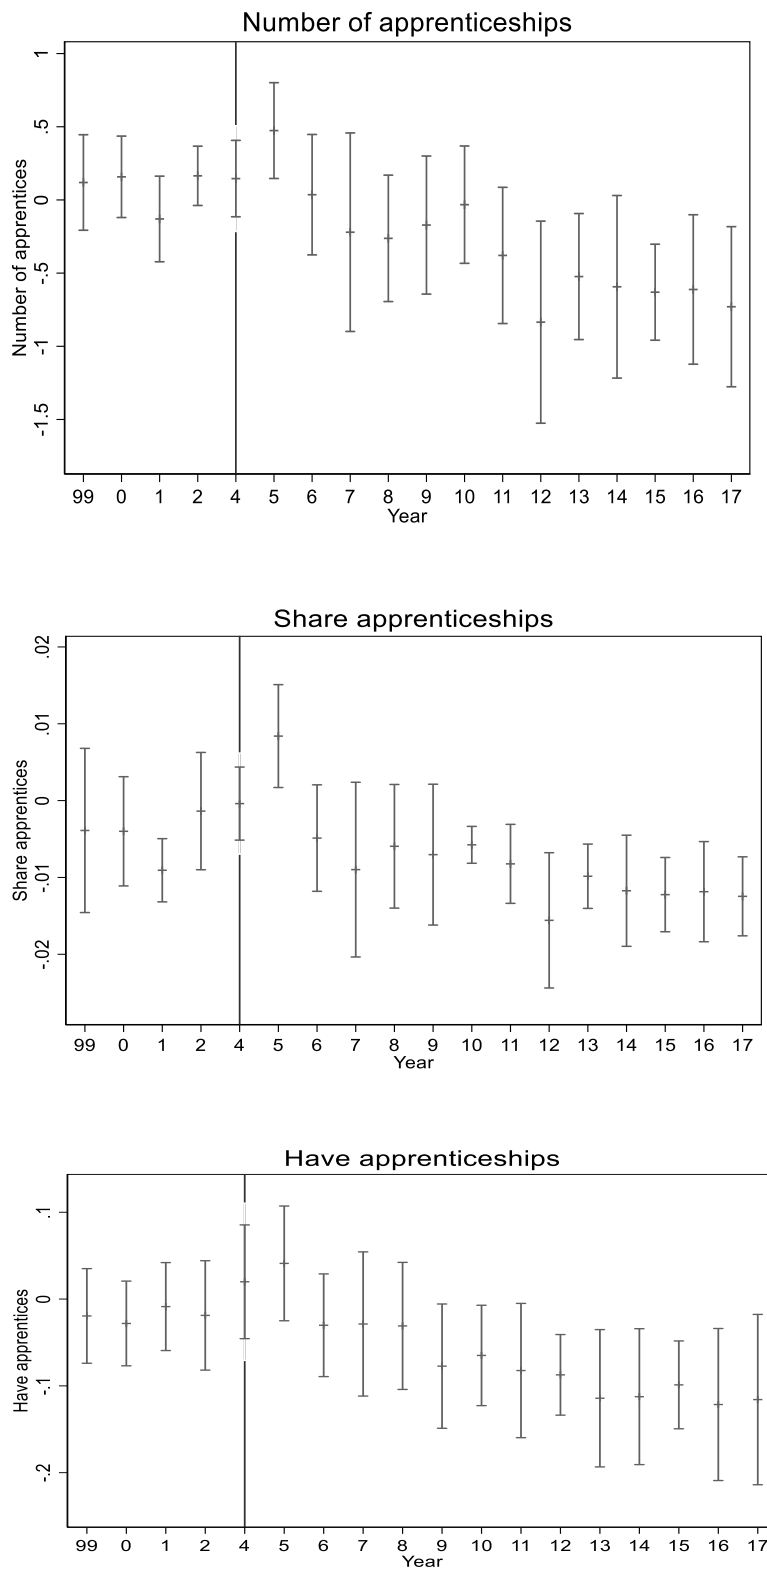 Number of apprenticeships
Number of apprentices
1
.5
0
-.5
-1
-1.5
99 0 1 2 4 5 6 7 8 9 10 11 12 13 14 15 16 17
Year
Share apprenticeships
Share apprentices
.02
.01
0
-.01
-.02
99 0 1 2 4 5 6 7 8 9 10 11 12 13 14 15 16 17
Year
Have apprenticeships
Have apprentices
.1
0
-.1
-.2
99 0 1 2 4 5 6 7 8 9 10 11 12 13 14 15 16 17
Year